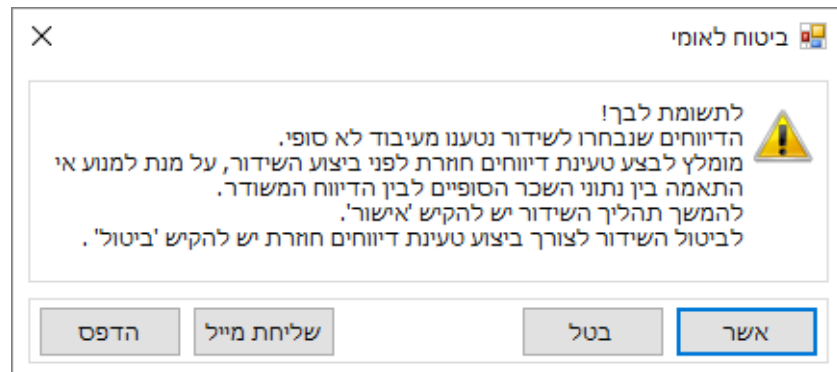 ביטוח לאומי
לתשומת לבך!
הדיווחים שנבחרו לשידור נטענו מעיבוד לא סופי.
מומלץ לבצע טעינת דיווחים חוזרת לפני ביצוע השידור, על מנת למנוע אי
התאמה בין נתוני השכר הסופיים לבין הדיווח המשודר.
להמשך תהליך השידור יש להקיש 'אישור'.
לביטול השידור לצורך ביצוע טעינת דיווחים חוזרת יש להקיש 'ביטול' .
אשר
בטל
שליחת מייל
הדפס